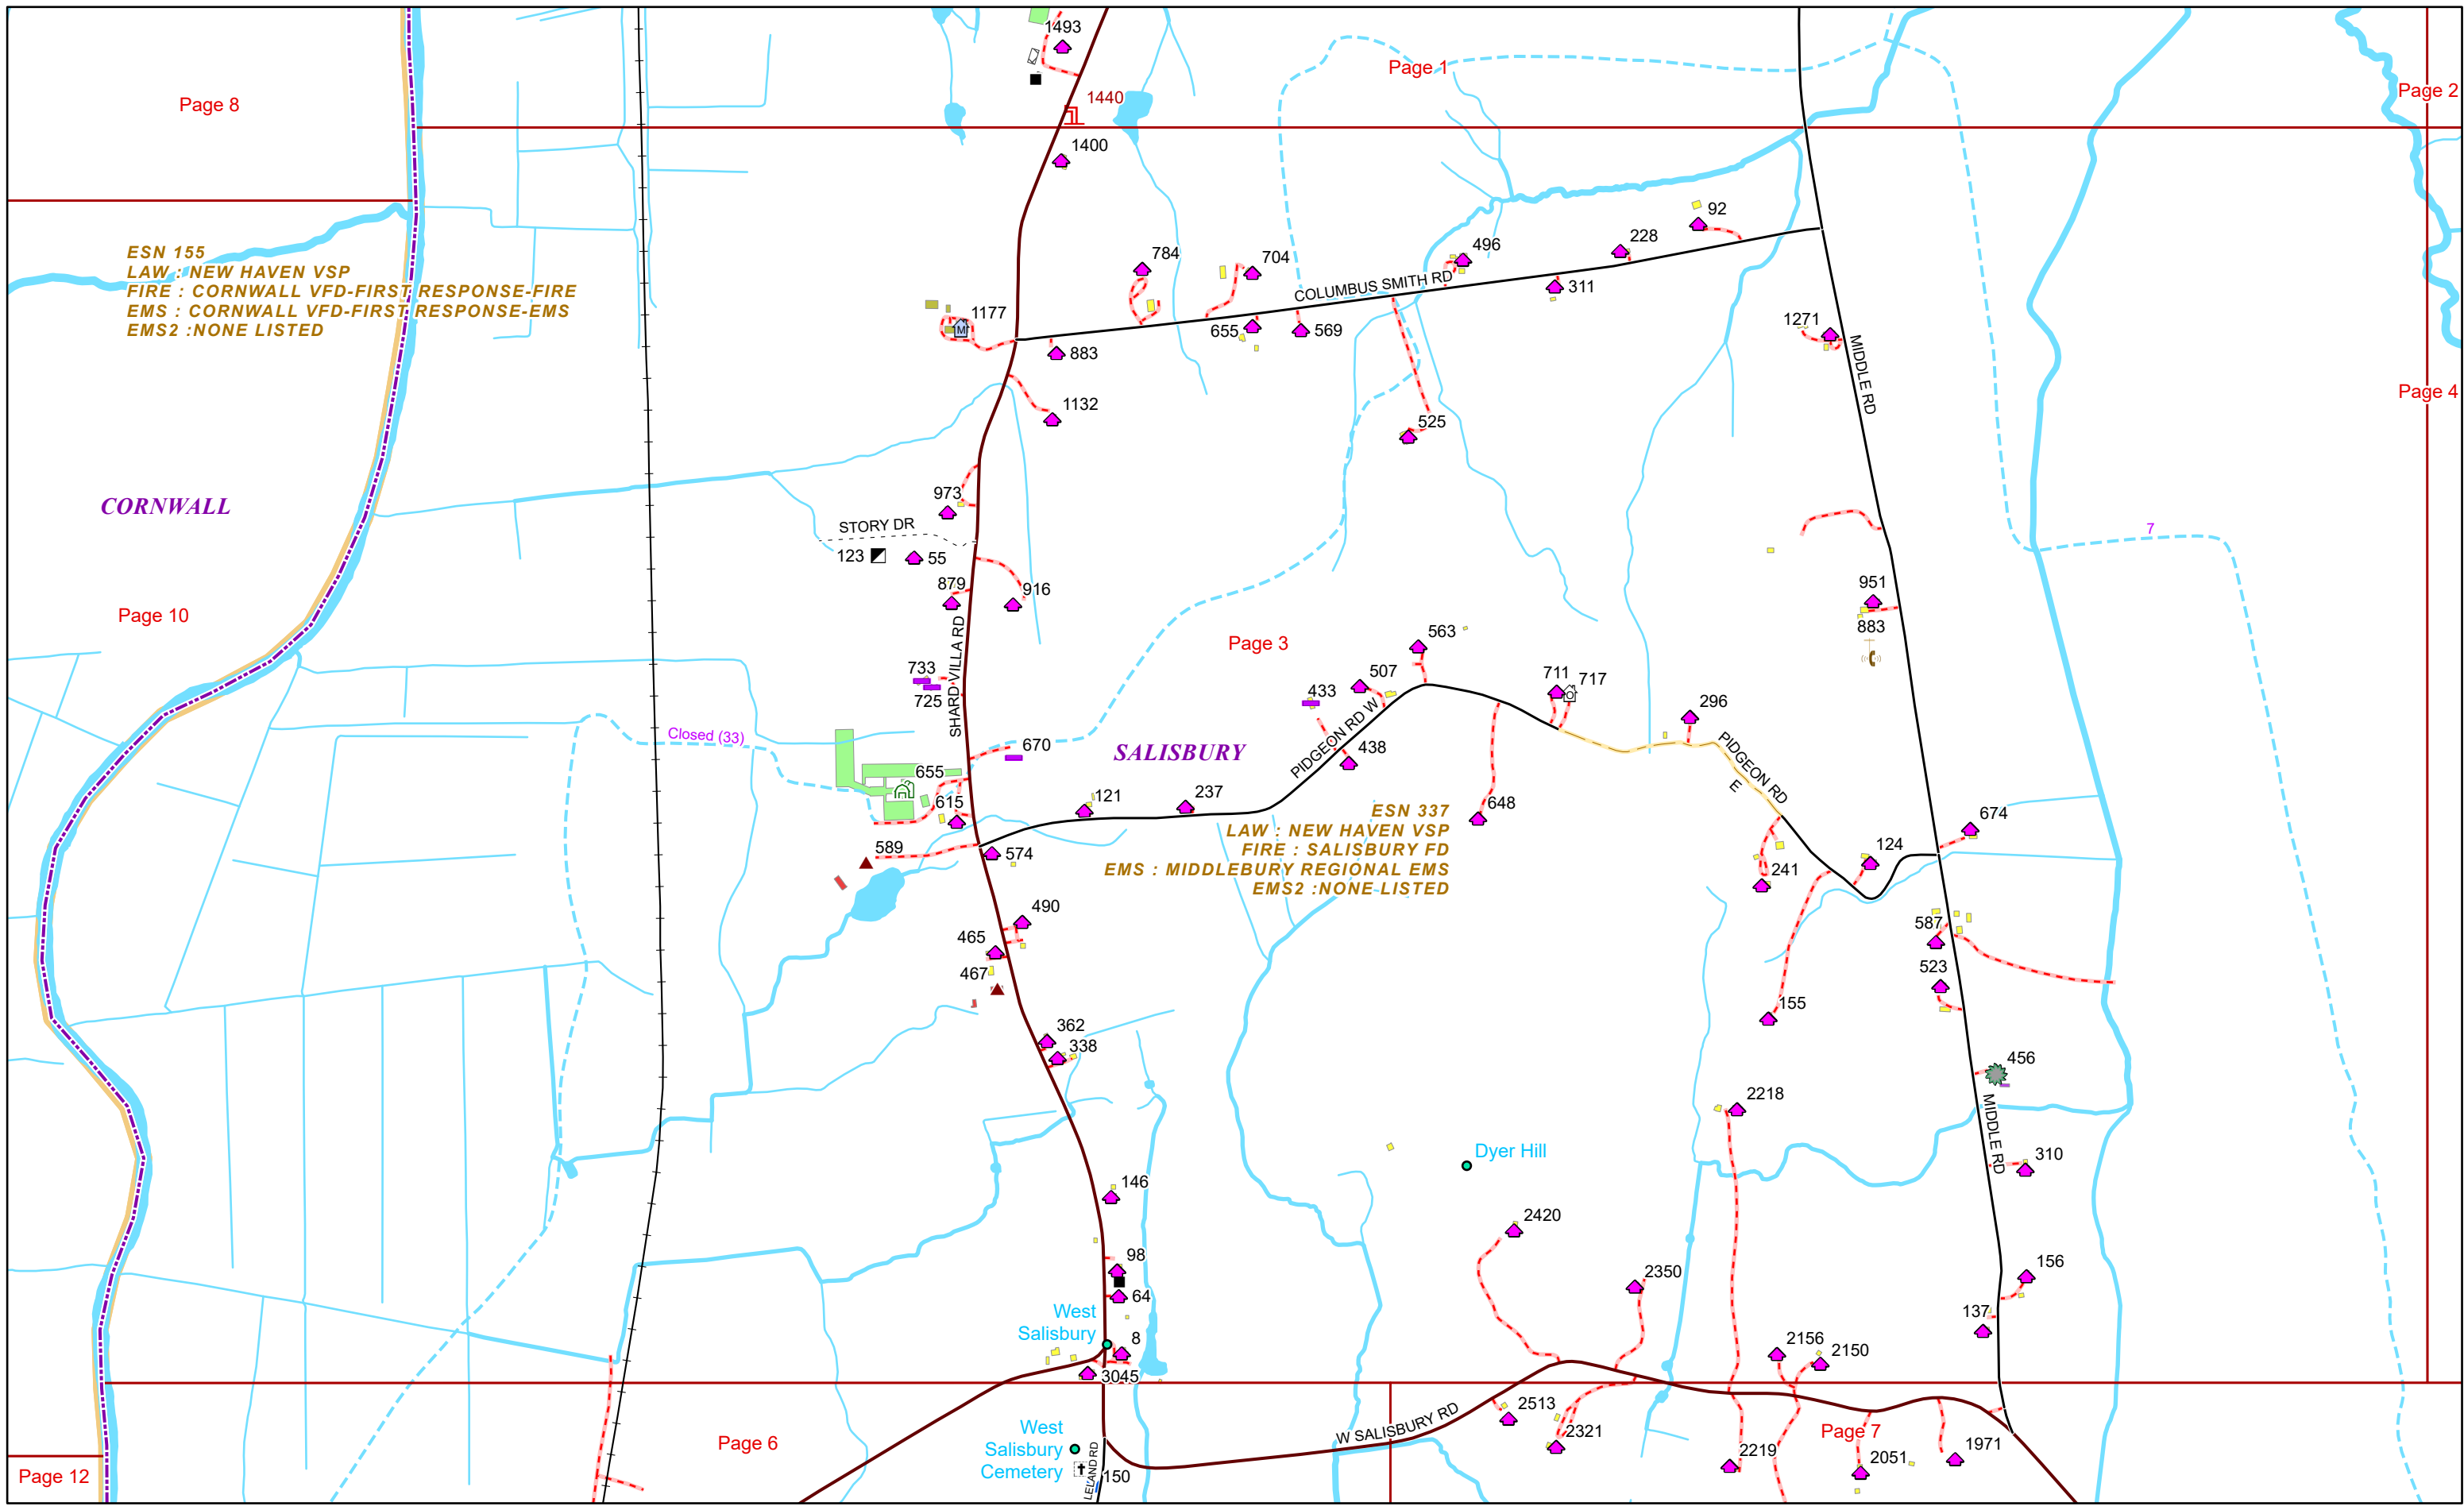 1493
Page 1
Page 8
Page 2
1440
1400
92
ESN 155
LAW : NEW HAVEN VSP
FIRE : CORNWALL VFD-FIRST RESPONSE-FIRE
EMS : CORNWALL VFD-FIRST RESPONSE-EMS
EMS2 :NONE LISTED
784
704
496
228
COLUMBUS SMITH RD
311
1177
M
655
569
883
1271
MIDDLE RD
Page 4
1132
525
CORNWALL
973
STORY DR
123
55
7
879
916
951
883
Page 10
SHARD VILLA RD
Page 3
563
733
725
507
433
711
717
PIDGEON RD W
296
Closed (33)
670
SALISBURY
438
PIDGEON RD
E
655
615
121
237
648
ESN 337
LAW : NEW HAVEN VSP
FIRE : SALISBURY FD
EMS : MIDDLEBURY REGIONAL EMS
EMS2 :NONE LISTED
674
589
574
124
241
490
465
467
587
523
155
362
338
456
2218
MIDDLE RD
Dyer Hill
310
146
2420
98
2350
156
64
West
Salisbury
8
137
2156
2150
3045
2513
W SALISBURY RD
2321
Page 7
Page 6
West
Salisbury
Cemetery
LELAND RD
150
2219
2051
1971
Page 12